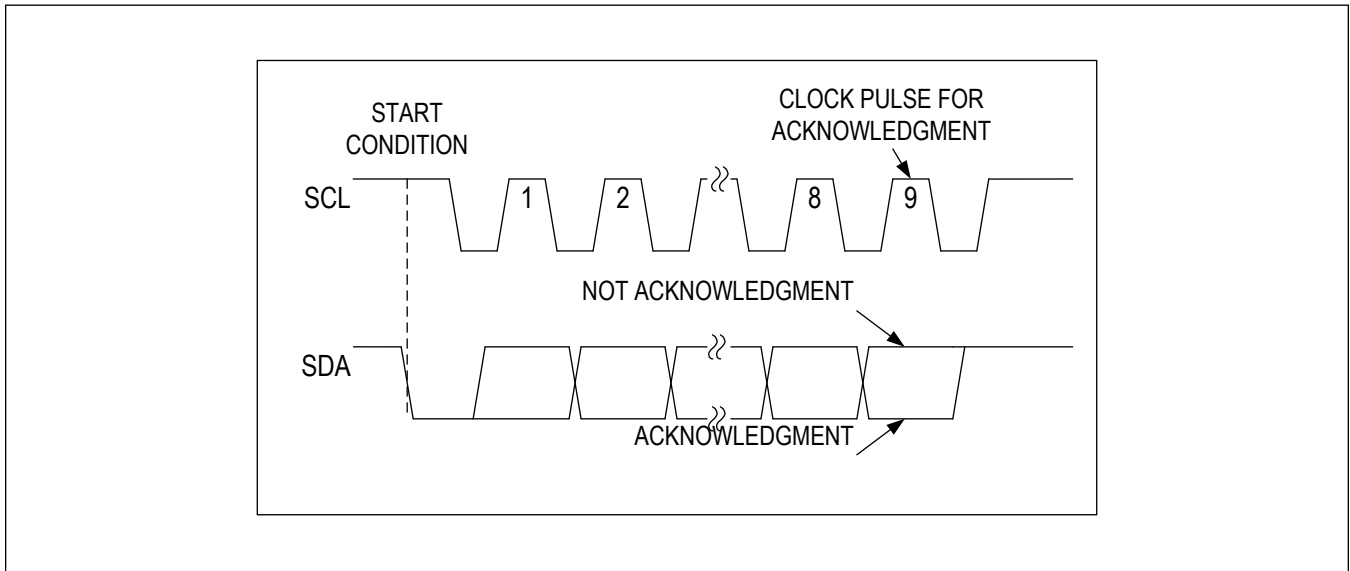 START
CONDITION
CLOCK PULSE FOR
ACKNOWLEDGMENT
SCL
1
2
8
9
NOT ACKNOWLEDGMENT
SDA
ACKNOWLEDGMENT